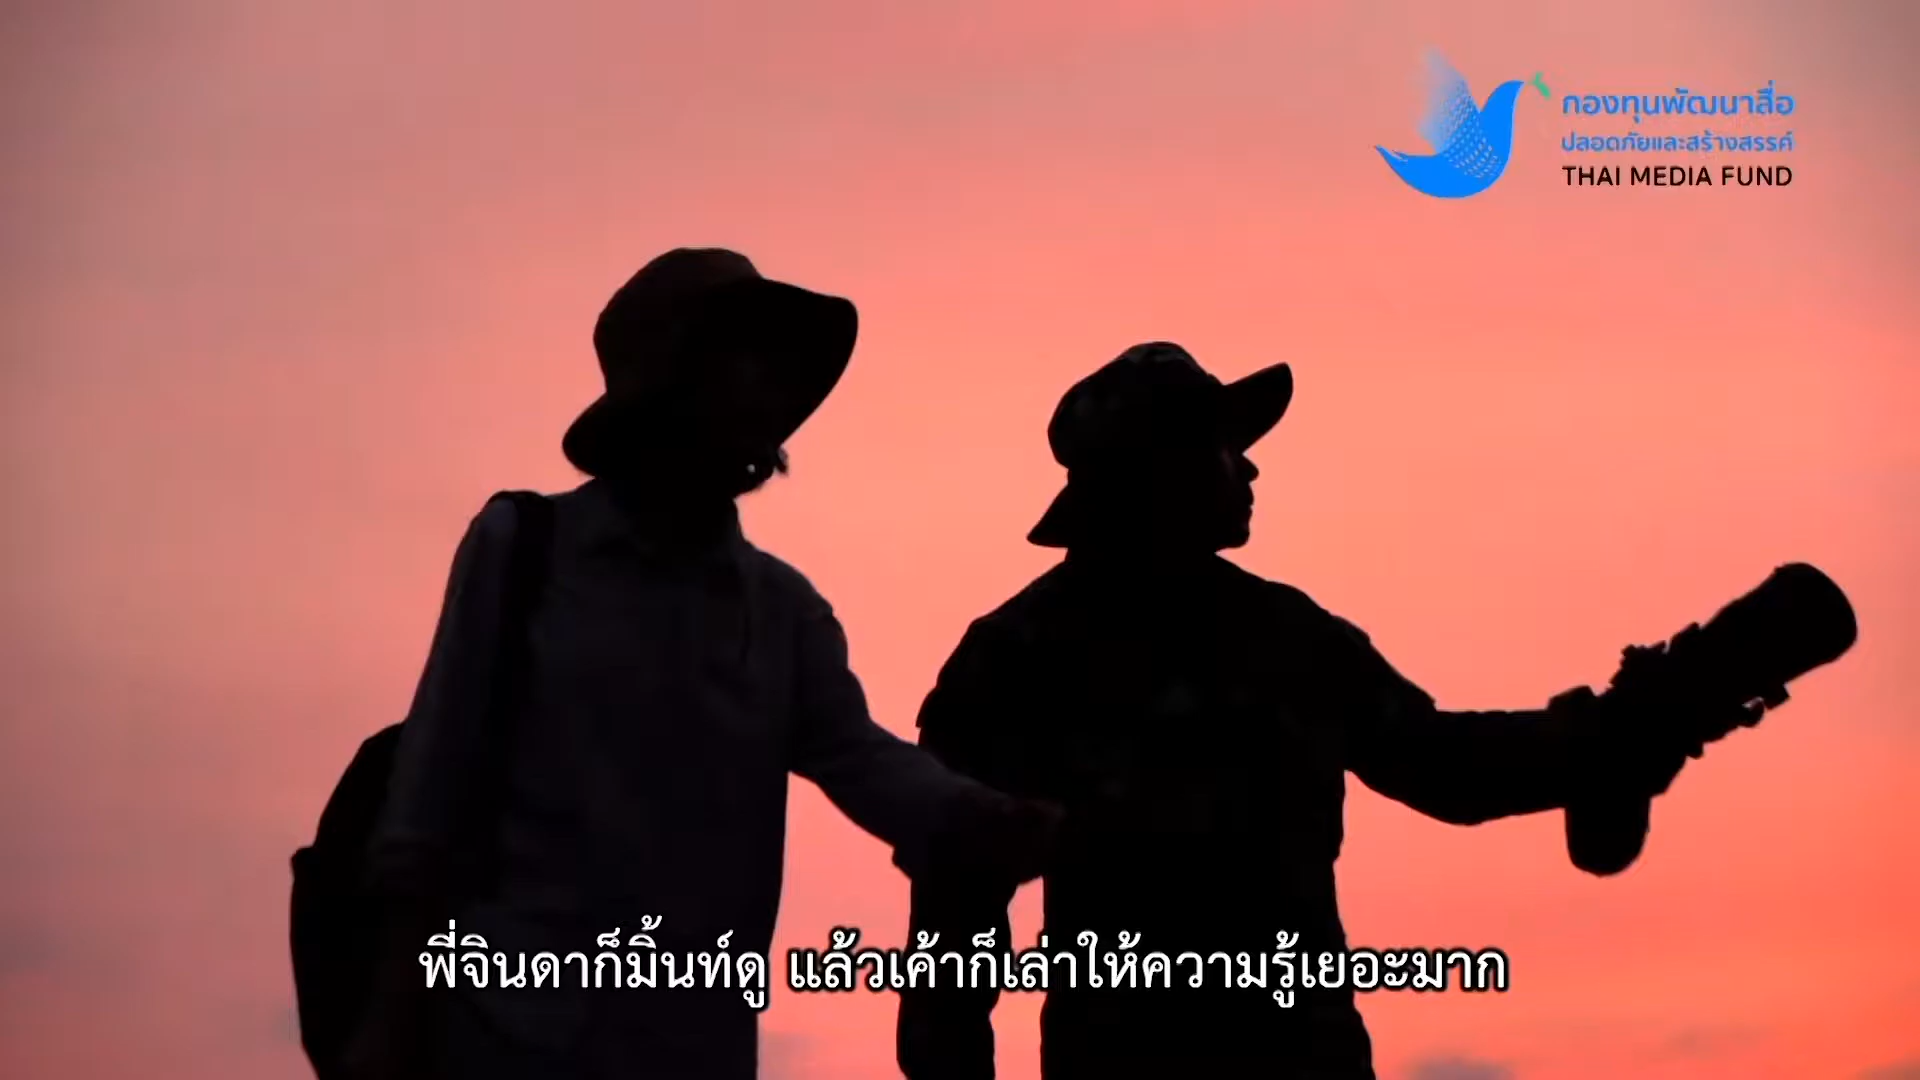 กองทุนพัฒนาสื่อ
ปลอดภัยและสร้างสรรค์
THAI MEDIA FUND
พี่จินดาก็มิ้นท์ดู แล้วเค้าก็เล่าให้ความรู้เยอะมาก